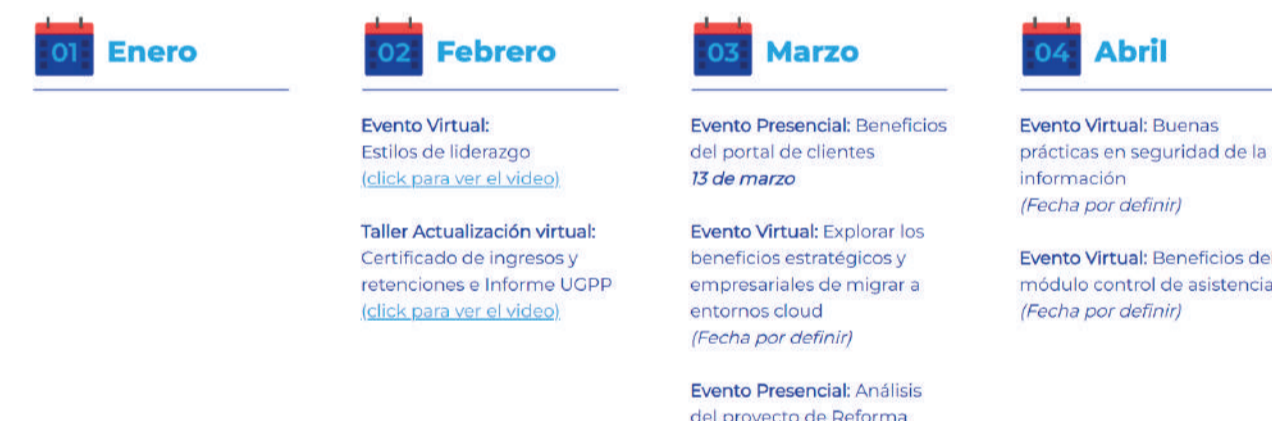 01 Enero
02 Febrero
Evento Virtual:
Estilos de liderazgo
(click para ver el video)
Taller Actualización virtual:
Certificado de ingresos y
retenciones e Informe UGPP
(click para ver el video)
03 Marzo
Evento Presencial: Beneficios
del portal de clientes
13 de marzo
Evento Virtual: Explorar los
beneficios estratégicos y
empresariales de migrar a
entornos cloud
(Fecha por definir)
Evento Presencial: Análisis
del proyecto de Reforma
04 Abril
Evento Virtual: Buenas
prácticas en seguridad de la
información
(Fecha por definir)
Evento Virtual: Beneficios del
módulo control de asistencia
(Fecha por definir)